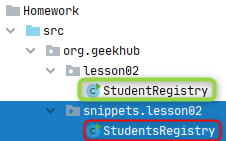 Homework
src
org.geekhub
lesson02
StudentRegistry
snippets.lesson02
StudentsRegistry